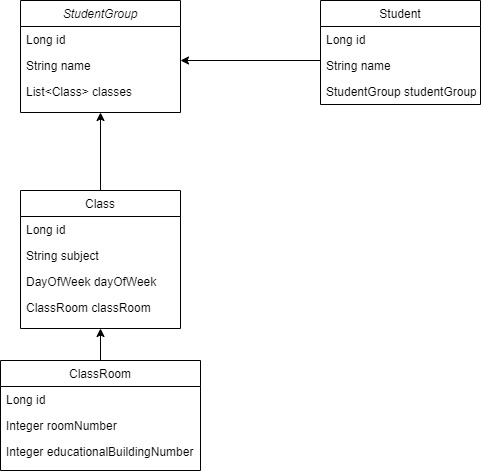 StudentGroup
Long id
String name
List<Class> classes
Student
Long id
String name
StudentGroup studentGroup
Class
Long id
String subject
DayOfWeek dayOfWeek
ClassRoom classRoom
ClassRoom
Long id
Integer roomNumber
Integer educationalBuildingNumber